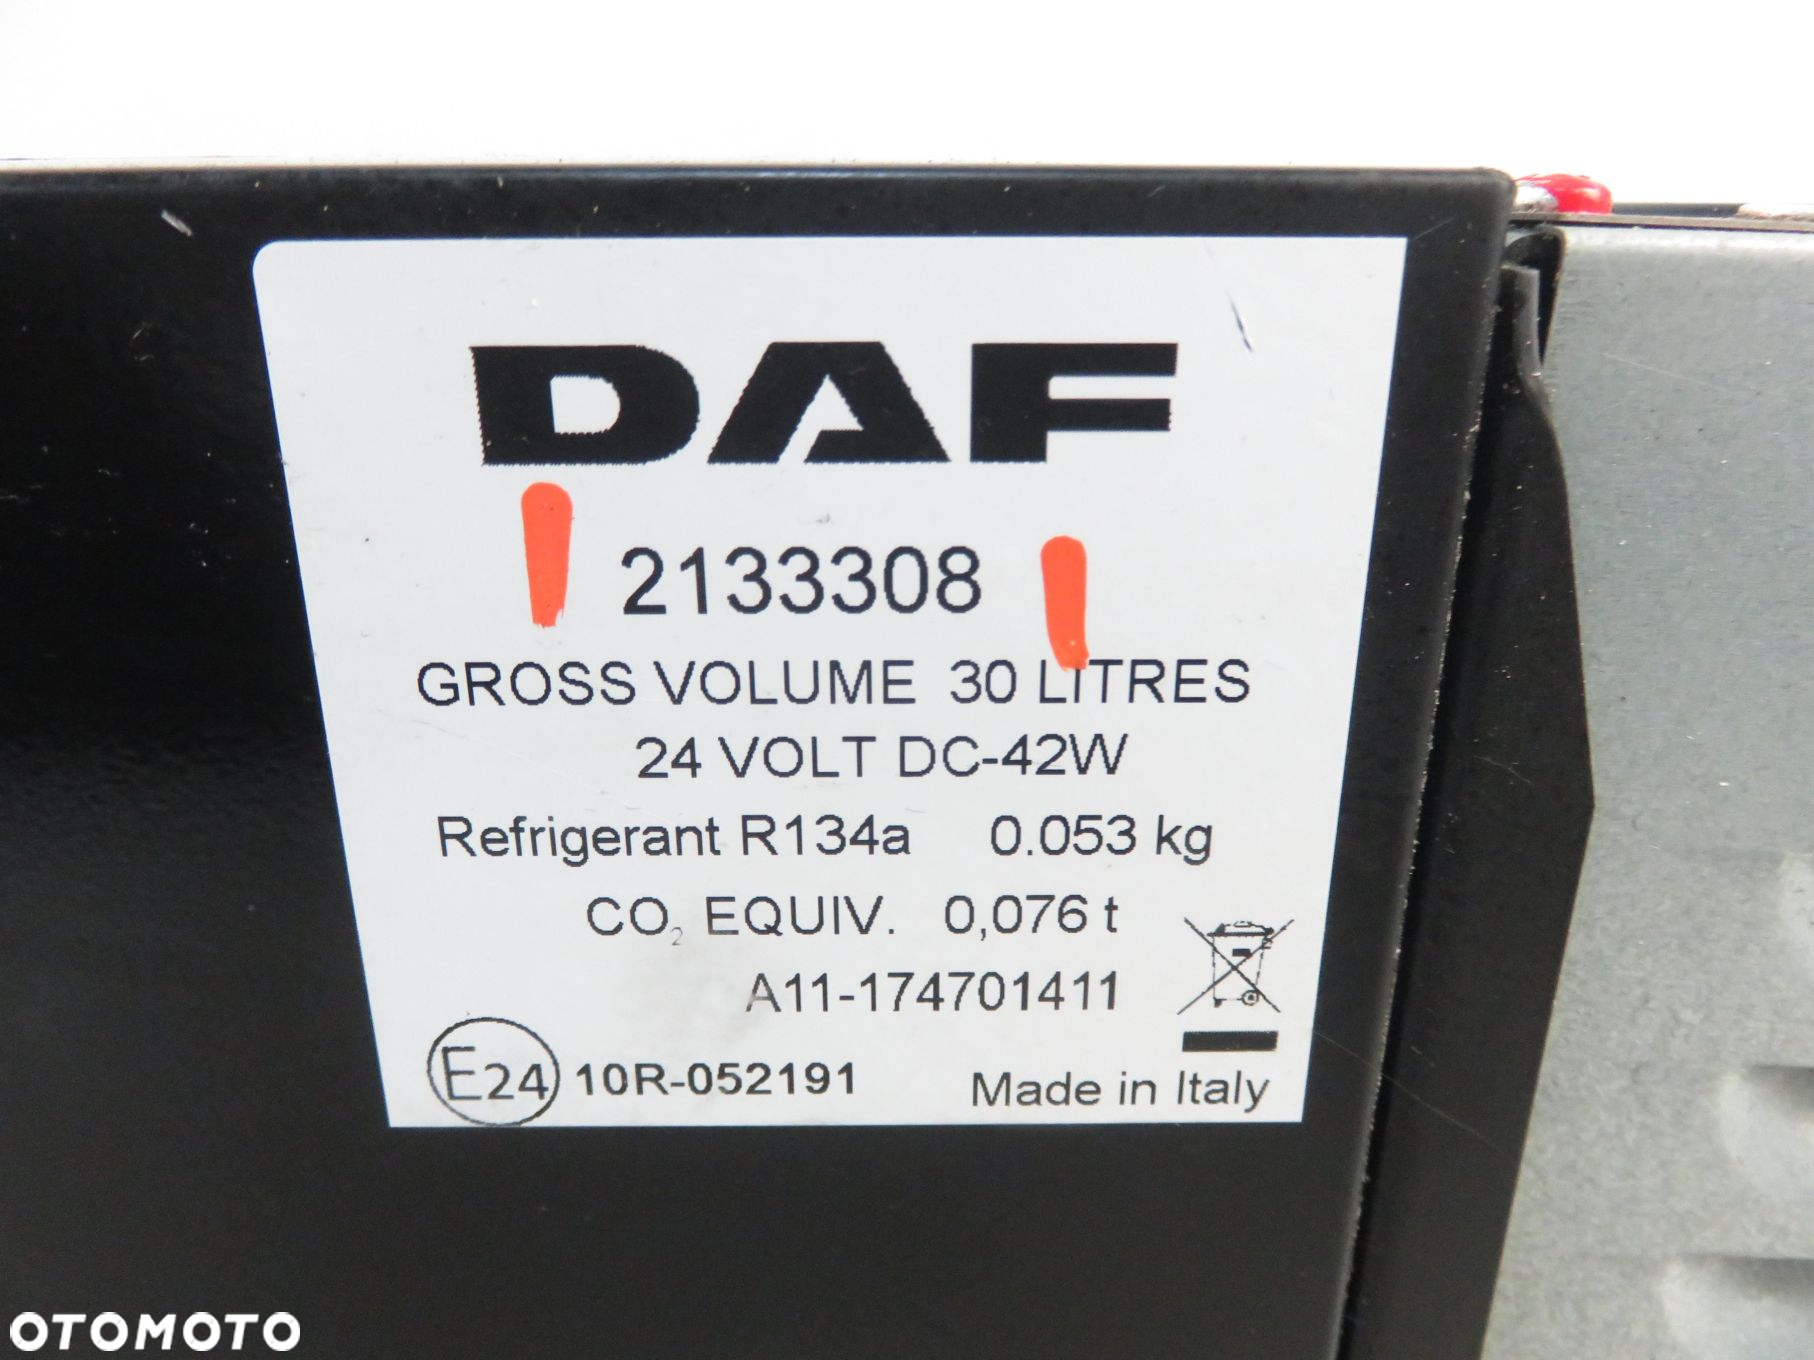 DAF
2133308
GROSS VOLUME 30 LITRES
24 VOLT DC-42W
Refrigerant R134a 0.053 kg
CO₂ EQUIV. 0,076 t
A11-174701411
E24 10R-052191
Made in Italy
OTOMOTO